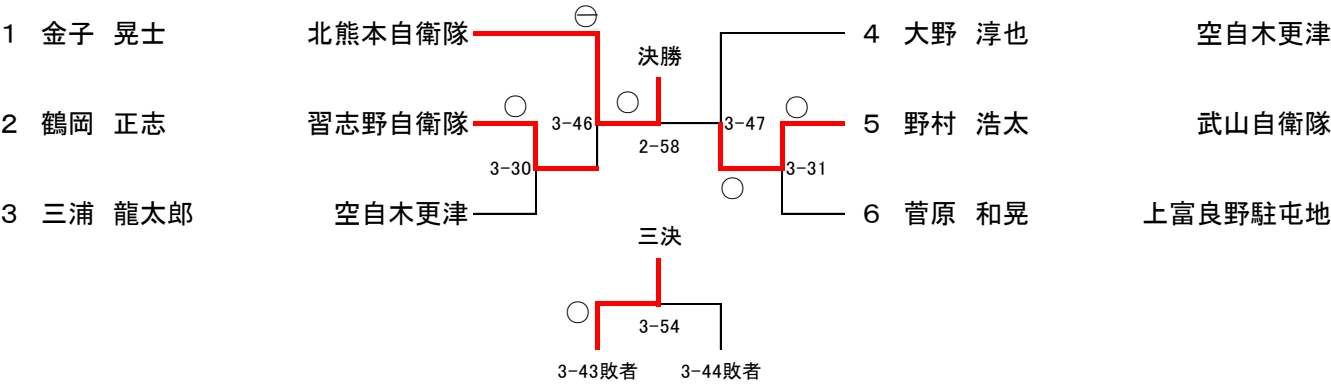 1 金子 晃士 北熊本自衛隊
4 大野 淳也 空自木更津
決勝
2 鶴岡 正志 習志野自衛隊
3-46
3-47
5 野村 浩太 武山自衛隊
2-58
3-30
3-31
3 三浦 龍太郎 空自木更津
6 菅原 和晃 上富良野駐屯地
三決
3-54
3-43敗者
3-44敗者